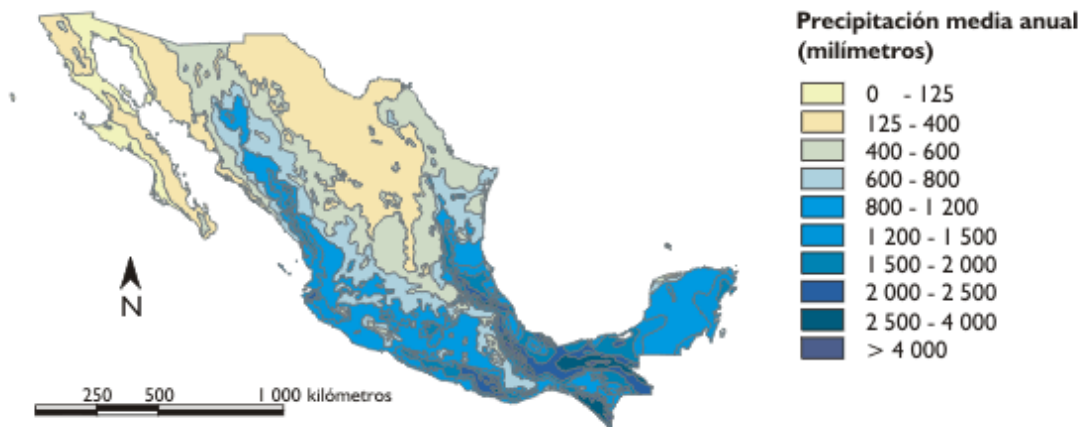 Precipitación media anual
(milímetros)
0 - 125
125 - 400
400 - 600
600 - 800
800 - 1 200
1 200 - 1 500
1 500 - 2 000
2 000 - 2 500
2 500 - 4 000
> 4 000
N
250 500 1 000 kilómetros